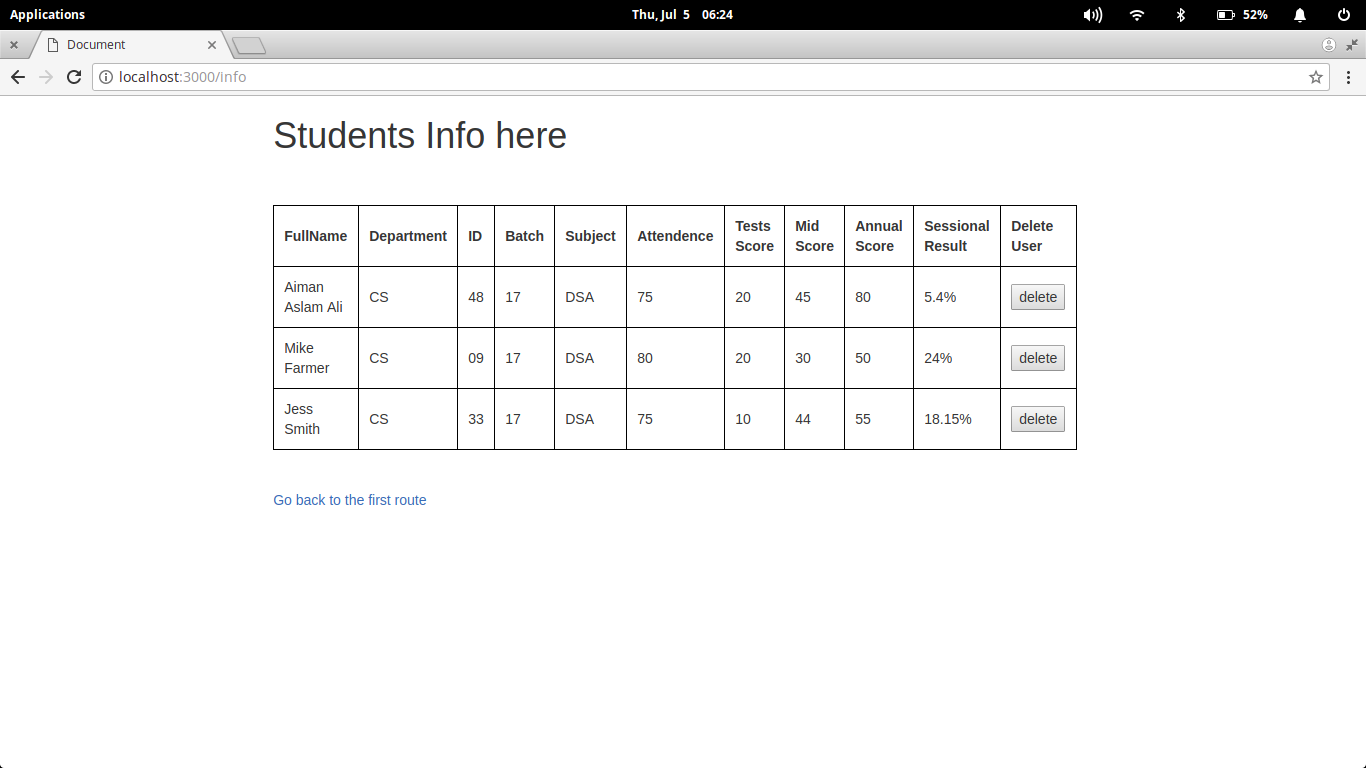 Applications
Thu, Jul 5 06:24
52%
Document
localhost:3000/info
Students Info here
FullName Department ID Batch Subject Attendence Tests Score Mid Score Annual Score Sessional Result Delete User
Aiman Aslam Ali CS 48 17 DSA 75 20 45 80 5.4% delete
Mike Farmer CS 09 17 DSA 80 20 30 50 24% delete
Jess Smith CS 33 17 DSA 75 10 44 55 18.15% delete
Go back to the first route